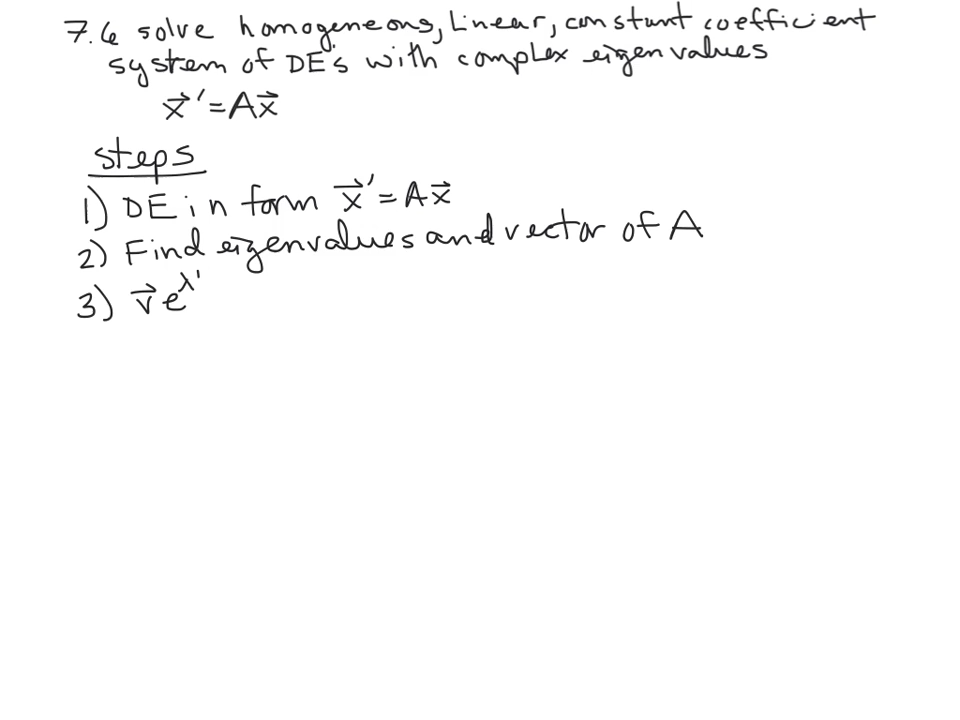 7.6 solve homogeneous, Linear, constant coefficient
system of DE's with complex eigenvalues
x⃗' = Ax⃗
steps
1) DE in form x⃗' = Ax⃗
2) Find eigenvalues and vector of A
3) v⃗ e^λ'